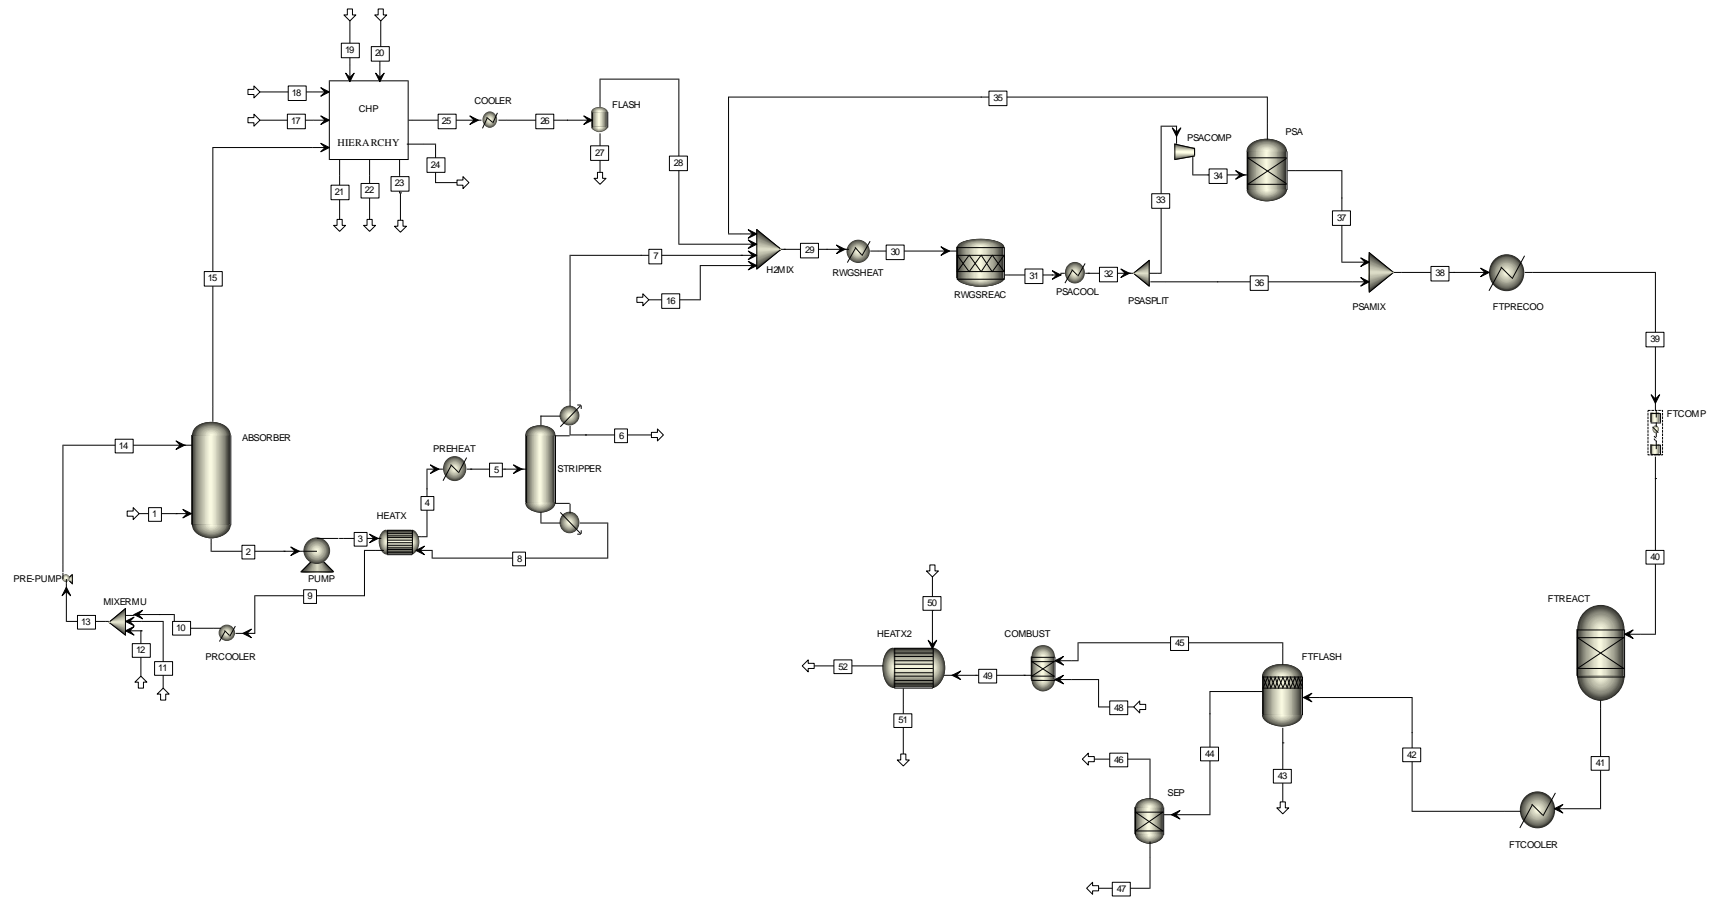 19
20
18
17
CHP
HIERARCHY
25
COOLER
26
FLASH
27
28
24
21
22
23
15
35
PSACOMP
34
PSA
33
37
7
16
H2MIX
29
RWGSHEAT
30
RWGSREAC
31
PSACOOL
32
PSASPLIT
36
PSAMIX
38
FTPRECOO
39
FTCOMP
40
14
ABSORBER
1
2
PUMP
3
HEATX
4
PREHEAT
5
STRIPPER
6
8
9
PRE-PUMP
MIXERMU
13
10
PRCOOLER
12
11
50
HEATX2
52
51
49
COMBUST
45
48
FTFLASH
44
43
42
46
SEP
47
FTREACT
41
FTCOOLER